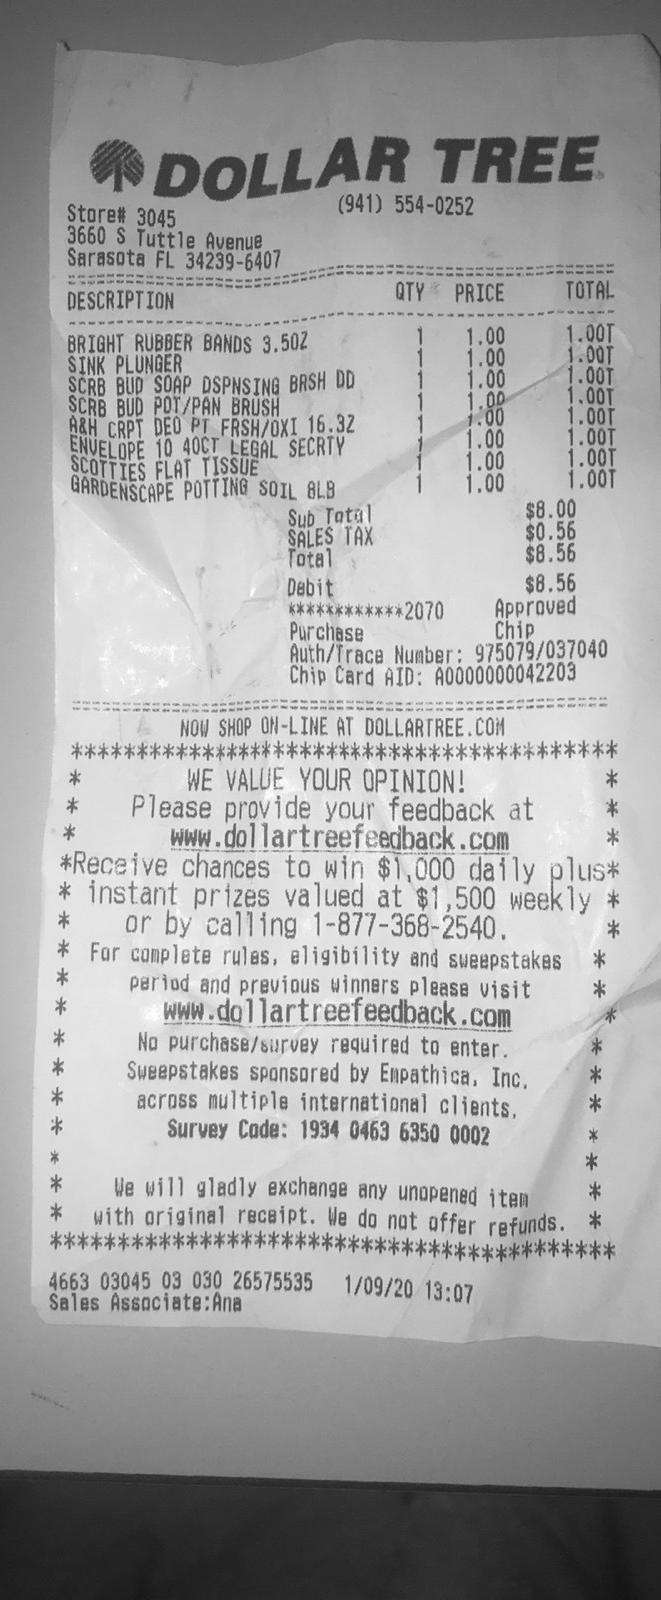 DOLLAR TREE
(941) 554-0252
Store# 3045
3660 S Tuttle Avenue
Sarasota FL 34239-6407
DESCRIPTION QTY PRICE TOTAL
BRIGHT RUBBER BANDS 3.5OZ 1 1.00 1.00T
SINK PLUNGER 1 1.00 1.00T
SCRB BUD SOAP DSPNSING BRSH DD 1 1.00 1.00T
SCRB BUD POT/PAN BRUSH 1 1.00 1.00T
A&H CRPT DEO PT FRSH/OXI 16.3Z 1 1.00 1.00T
ENVELOPE 10 40CT LEGAL SECRTY 1 1.00 1.00T
SCOTTIES FLAT TISSUE 1 1.00 1.00T
GARDENSCAPE POTTING SOIL 8LB 1 1.00 1.00T
Sub Total $8.00
SALES TAX $0.56
Total $8.56
Debit $8.56
************2070 Approved
Purchase Chip
Auth/Trace Number: 975079/037040
Chip Card AID: A0000000042203
NOW SHOP ON-LINE AT DOLLARTREE.COM
******************************************
* WE VALUE YOUR OPINION! *
* Please provide your feedback at *
* www.dollartreefeedback.com *
*Receive chances to win $1,000 daily plus*
* instant prizes valued at $1,500 weekly *
* or by calling 1-877-368-2540. *
* For complete rules, eligibility and sweepstakes *
* period and previous winners please visit *
* www.dollartreefeedback.com *
* No purchase/survey required to enter. *
* Sweepstakes sponsored by Empathica, Inc. *
* across multiple international clients. *
* Survey Code: 1934 0463 6350 0002 *
* *
* We will gladly exchange any unopened item *
* with original receipt. We do not offer refunds. *
******************************************
4663 03045 03 030 26575535 1/09/20 13:07
Sales Associate:Ana